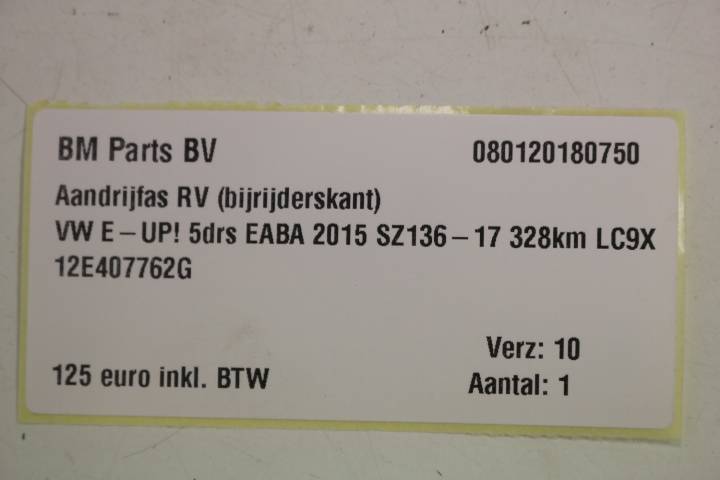 BM Parts BV 080120180750
Aandrijfas RV (bijrijderskant)
VW E-UP! 5drs EABA 2015 SZ136-17 328km LC9X
12E407762G
Verz: 10
125 euro inkl. BTW Aantal: 1